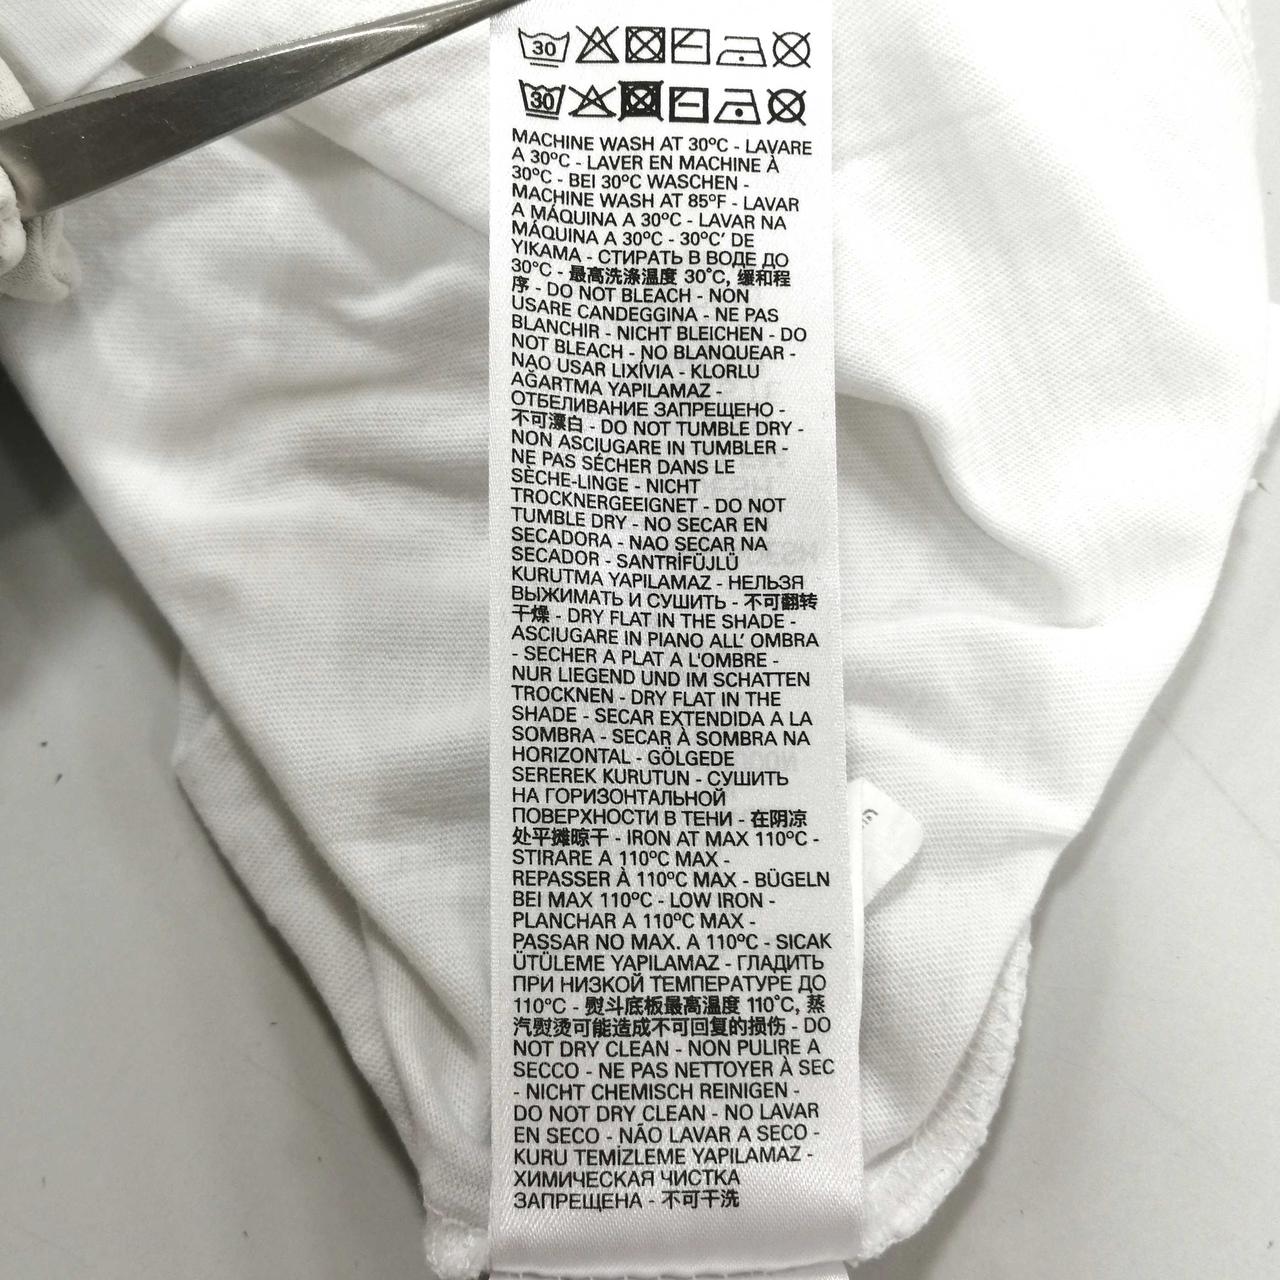 30
30
MACHINE WASH AT 30ºC - LAVARE
A 30ºC - LAVER EN MACHINE À
30ºC - BEI 30ºC WASCHEN -
MACHINE WASH AT 85ºF - LAVAR
A MÁQUINA A 30ºC - LAVAR NA
MÁQUINA A 30ºC - 30ºC' DE
YIKAMA - СТИРАТЬ В ВОДЕ ДО
30ºC - 最高洗涤温度 30˚C, 缓和程
序 - DO NOT BLEACH - NON
USARE CANDEGGINA - NE PAS
BLANCHIR - NICHT BLEICHEN - DO
NOT BLEACH - NO BLANQUEAR -
NAO USAR LIXÍVIA - KLORLU
AĞARTMA YAPILAMAZ -
ОТБЕЛИВАНИЕ ЗАПРЕЩЕНО -
不可漂白 - DO NOT TUMBLE DRY -
NON ASCIUGARE IN TUMBLER -
NE PAS SÉCHER DANS LE
SÈCHE-LINGE - NICHT
TROCKNERGEEIGNET - DO NOT
TUMBLE DRY - NO SECAR EN
SECADORA - NAO SECAR NA
SECADOR - SANTRİFÜJLÜ
KURUTMA YAPILAMAZ - НЕЛЬЗЯ
ВЫЖИМАТЬ И СУШИТЬ - 不可翻转
干燥 - DRY FLAT IN THE SHADE -
ASCIUGARE IN PIANO ALL' OMBRA
- SECHER A PLAT A L'OMBRE -
NUR LIEGEND UND IM SCHATTEN
TROCKNEN - DRY FLAT IN THE
SHADE - SECAR EXTENDIDA A LA
SOMBRA - SECAR À SOMBRA NA
HORIZONTAL - GÖLGEDE
SEREREK KURUTUN - СУШИТЬ
НА ГОРИЗОНТАЛЬНОЙ
ПОВЕРХНОСТИ В ТЕНИ - 在阴凉
处平摊晾干 - IRON AT MAX 110ºC -
STIRARE A 110ºC MAX -
REPASSER À 110ºC MAX - BÜGELN
BEI MAX 110ºC - LOW IRON -
PLANCHAR A 110ºC MAX -
PASSAR NO MAX. A 110ºC - SICAK
ÜTÜLEME YAPILAMAZ - ГЛАДИТЬ
ПРИ НИЗКОЙ ТЕМПЕРАТУРЕ ДО
110ºC - 熨斗底板最高温度 110˚C, 蒸
汽熨烫可能造成不可回复的损伤 - DO
NOT DRY CLEAN - NON PULIRE A
SECCO - NE PAS NETTOYER À SEC
- NICHT CHEMISCH REINIGEN -
DO NOT DRY CLEAN - NO LAVAR
EN SECO - NÃO LAVAR A SECO -
KURU TEMİZLEME YAPILAMAZ -
ХИМИЧЕСКАЯ ЧИСТКА
ЗАПРЕЩЕНА - 不可干洗